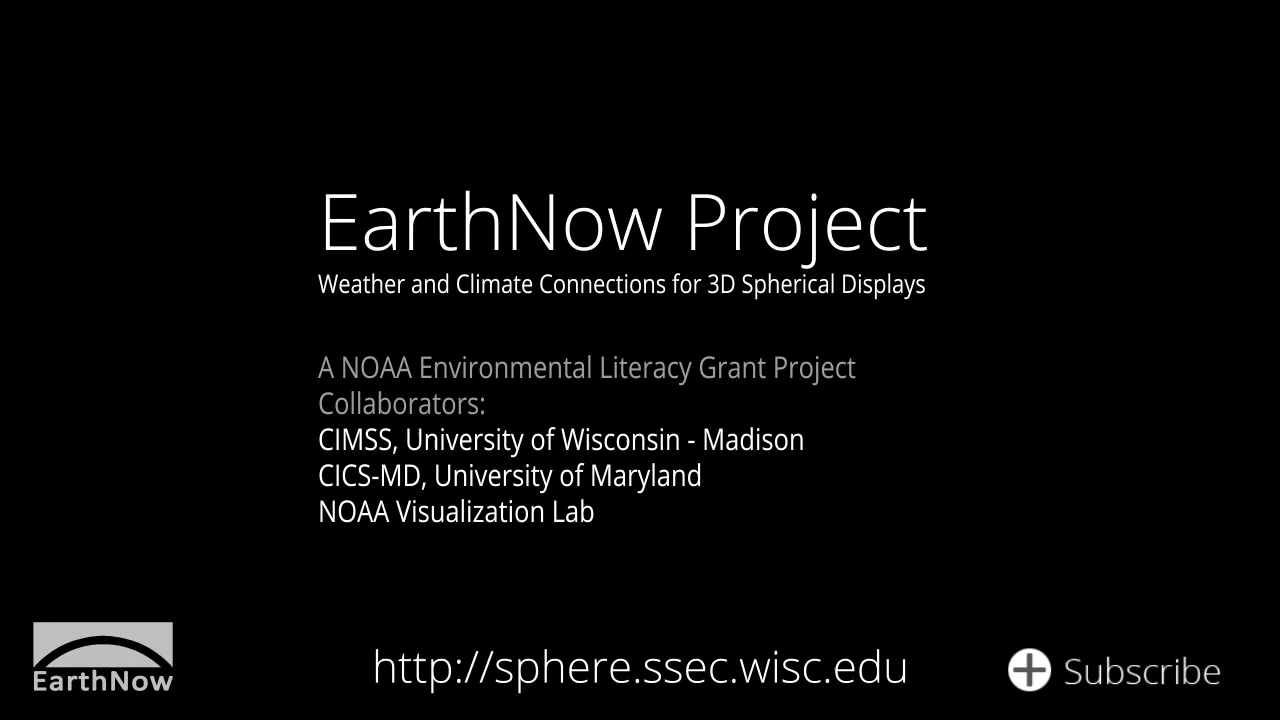 EarthNow Project
Weather and Climate Connections for 3D Spherical Displays
A NOAA Environmental Literacy Grant Project
Collaborators:
CIMSS, University of Wisconsin - Madison
CICS-MD, University of Maryland
NOAA Visualization Lab
EarthNow
http://sphere.ssec.wisc.edu
Subscribe